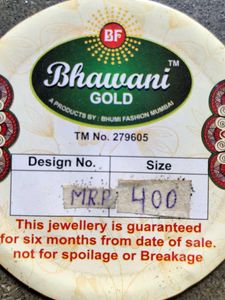 BF
Bhawani TM
GOLD
A PRODUCTS BY : BHUMI FASHION MUMBAI
TM No. 279605
Design No. Size
M.R.P 400
This jewellery is guaranteed
for six months from date of sale.
not for spoilage or Breakage